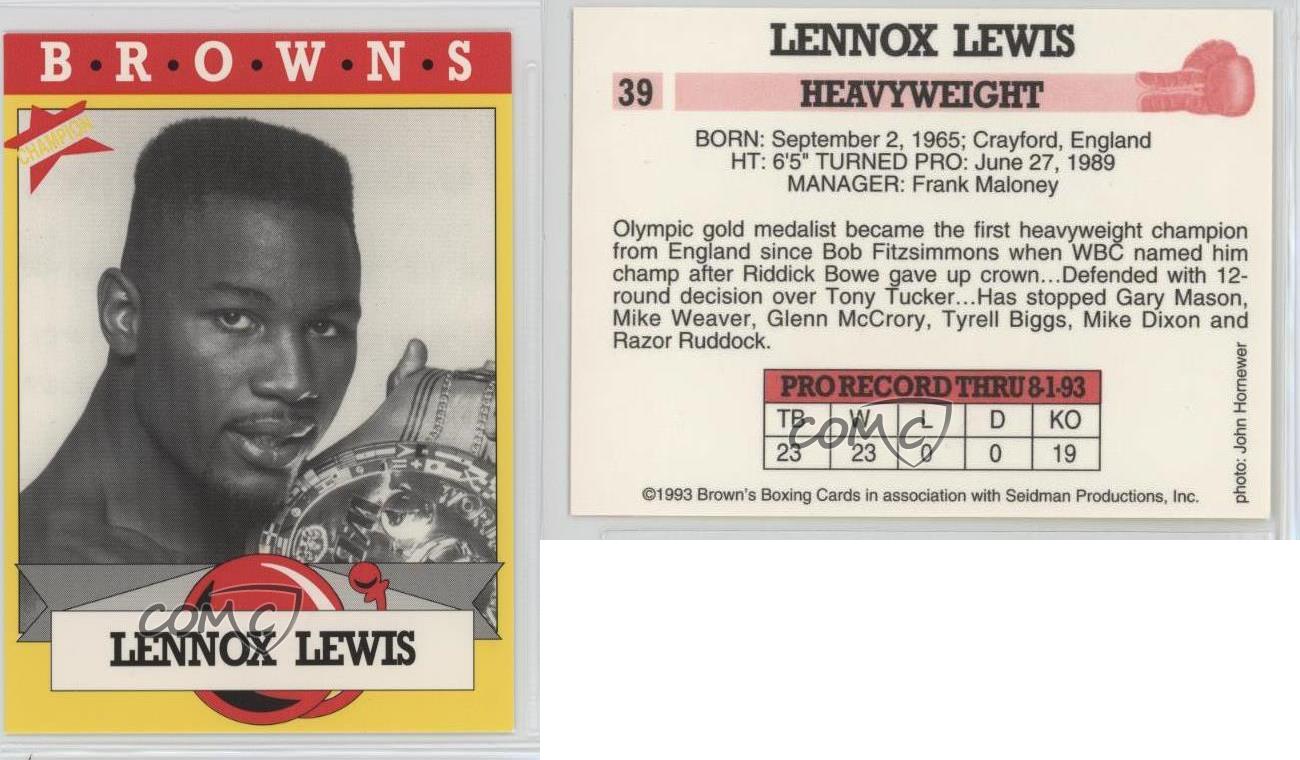 B•R•O•W•N•S
CHAMPION
WORL
COMC
LENNOX LEWIS
LENNOX LEWIS
39
HEAVYWEIGHT
BORN: September 2, 1965; Crayford, England
HT: 6'5" TURNED PRO: June 27, 1989
MANAGER: Frank Maloney
Olympic gold medalist became the first heavyweight champion
from England since Bob Fitzsimmons when WBC named him
champ after Riddick Bowe gave up crown...Defended with 12-
round decision over Tony Tucker...Has stopped Gary Mason,
Mike Weaver, Glenn McCrory, Tyrell Biggs, Mike Dixon and
Razor Ruddock.
PRO RECORD THRU 8-1-93
TB W L D KO
COMC
23 23 0 0 19
©1993 Brown's Boxing Cards in association with Seidman Productions, Inc.
photo: John Hornewer